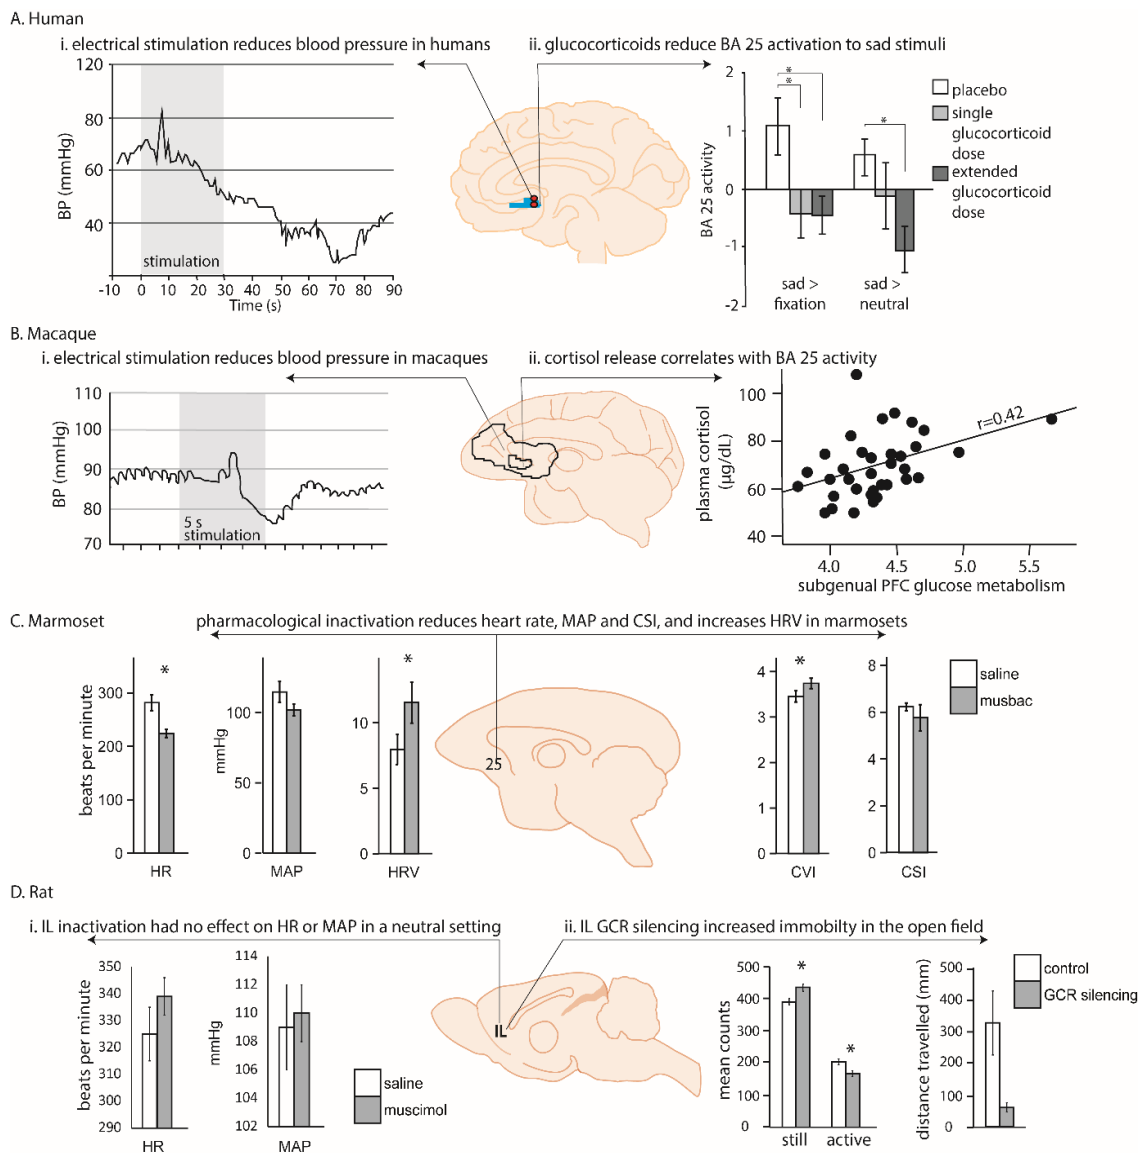 A. Human
i. electrical stimulation reduces blood pressure in humans
ii. glucocorticoids reduce BA 25 activation to sad stimuli
120
80
60
40
BP (mmHg)
stimulation
-10 0 10 20 30 40 50 60 70 80 90
Time (s)
2
1
0
-1
-2
BA 25 activity
*
*
*
sad >
fixation
sad >
neutral
placebo
single
glucocorticoid
dose
extended
glucocorticoid
dose
B. Macaque
i. electrical stimulation reduces blood pressure in macaques
ii. cortisol release correlates with BA 25 activity
110
100
90
80
70
BP (mmHg)
5 s
stimulation
100
80
60
40
plasma cortisol
(µg/dL)
r=0.42
4.0 4.5 5.0 5.5
subgenual PFC glucose metabolism
C. Marmoset
pharmacological inactivation reduces heart rate, MAP and CSI, and increases HRV in marmosets
beats per minute
300
200
100
0
*
HR
mmHg
100
50
0
MAP
10
5
0
*
HRV
25
4
3
2
1
0
*
CVI
8
6
4
2
0
CSI
saline
musbac
D. Rat
i. IL inactivation had no effect on HR or MAP in a neutral setting
ii. IL GCR silencing increased immobilty in the open field
beats per minute
350
340
330
320
310
300
290
HR
mmHg
114
112
110
108
106
104
102
MAP
saline
muscimol
IL
mean counts
500
400
300
200
100
0
*
*
still active
distance travelled (mm)
500
400
300
200
100
0
control
GCR silencing